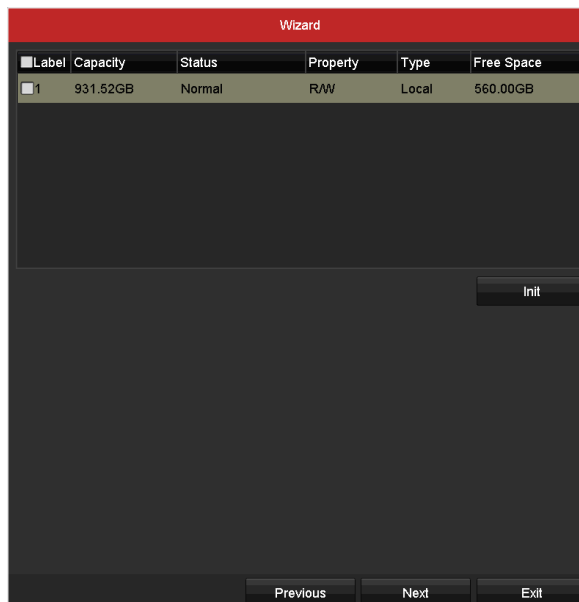 Wizard
Label Capacity Status Property Type Free Space
1 931.52GB Normal R/W Local 560.00GB
Init
Previous Next Exit